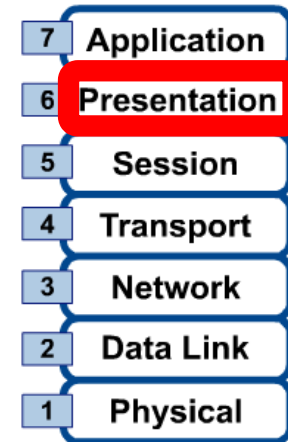 7 Application
6 Presentation
5 Session
4 Transport
3 Network
2 Data Link
1 Physical